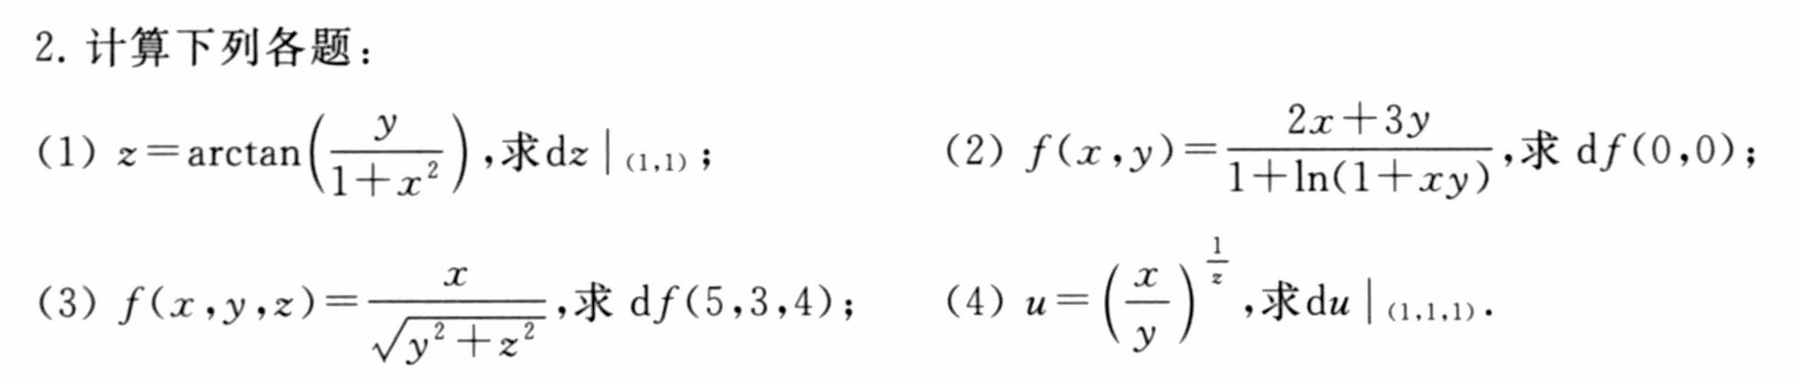 2. 计算下列各题：
(1) z=arctan(y/(1+x²)),求dz|₍₁,₁₎； (2) f(x,y)=(2x+3y)/(1+ln(1+xy)),求 df(0,0)；
(3) f(x,y,z)=x/√(y²+z²),求 df(5,3,4)； (4) u=(x/y)^(1/z),求du|₍₁,₁,₁₎.